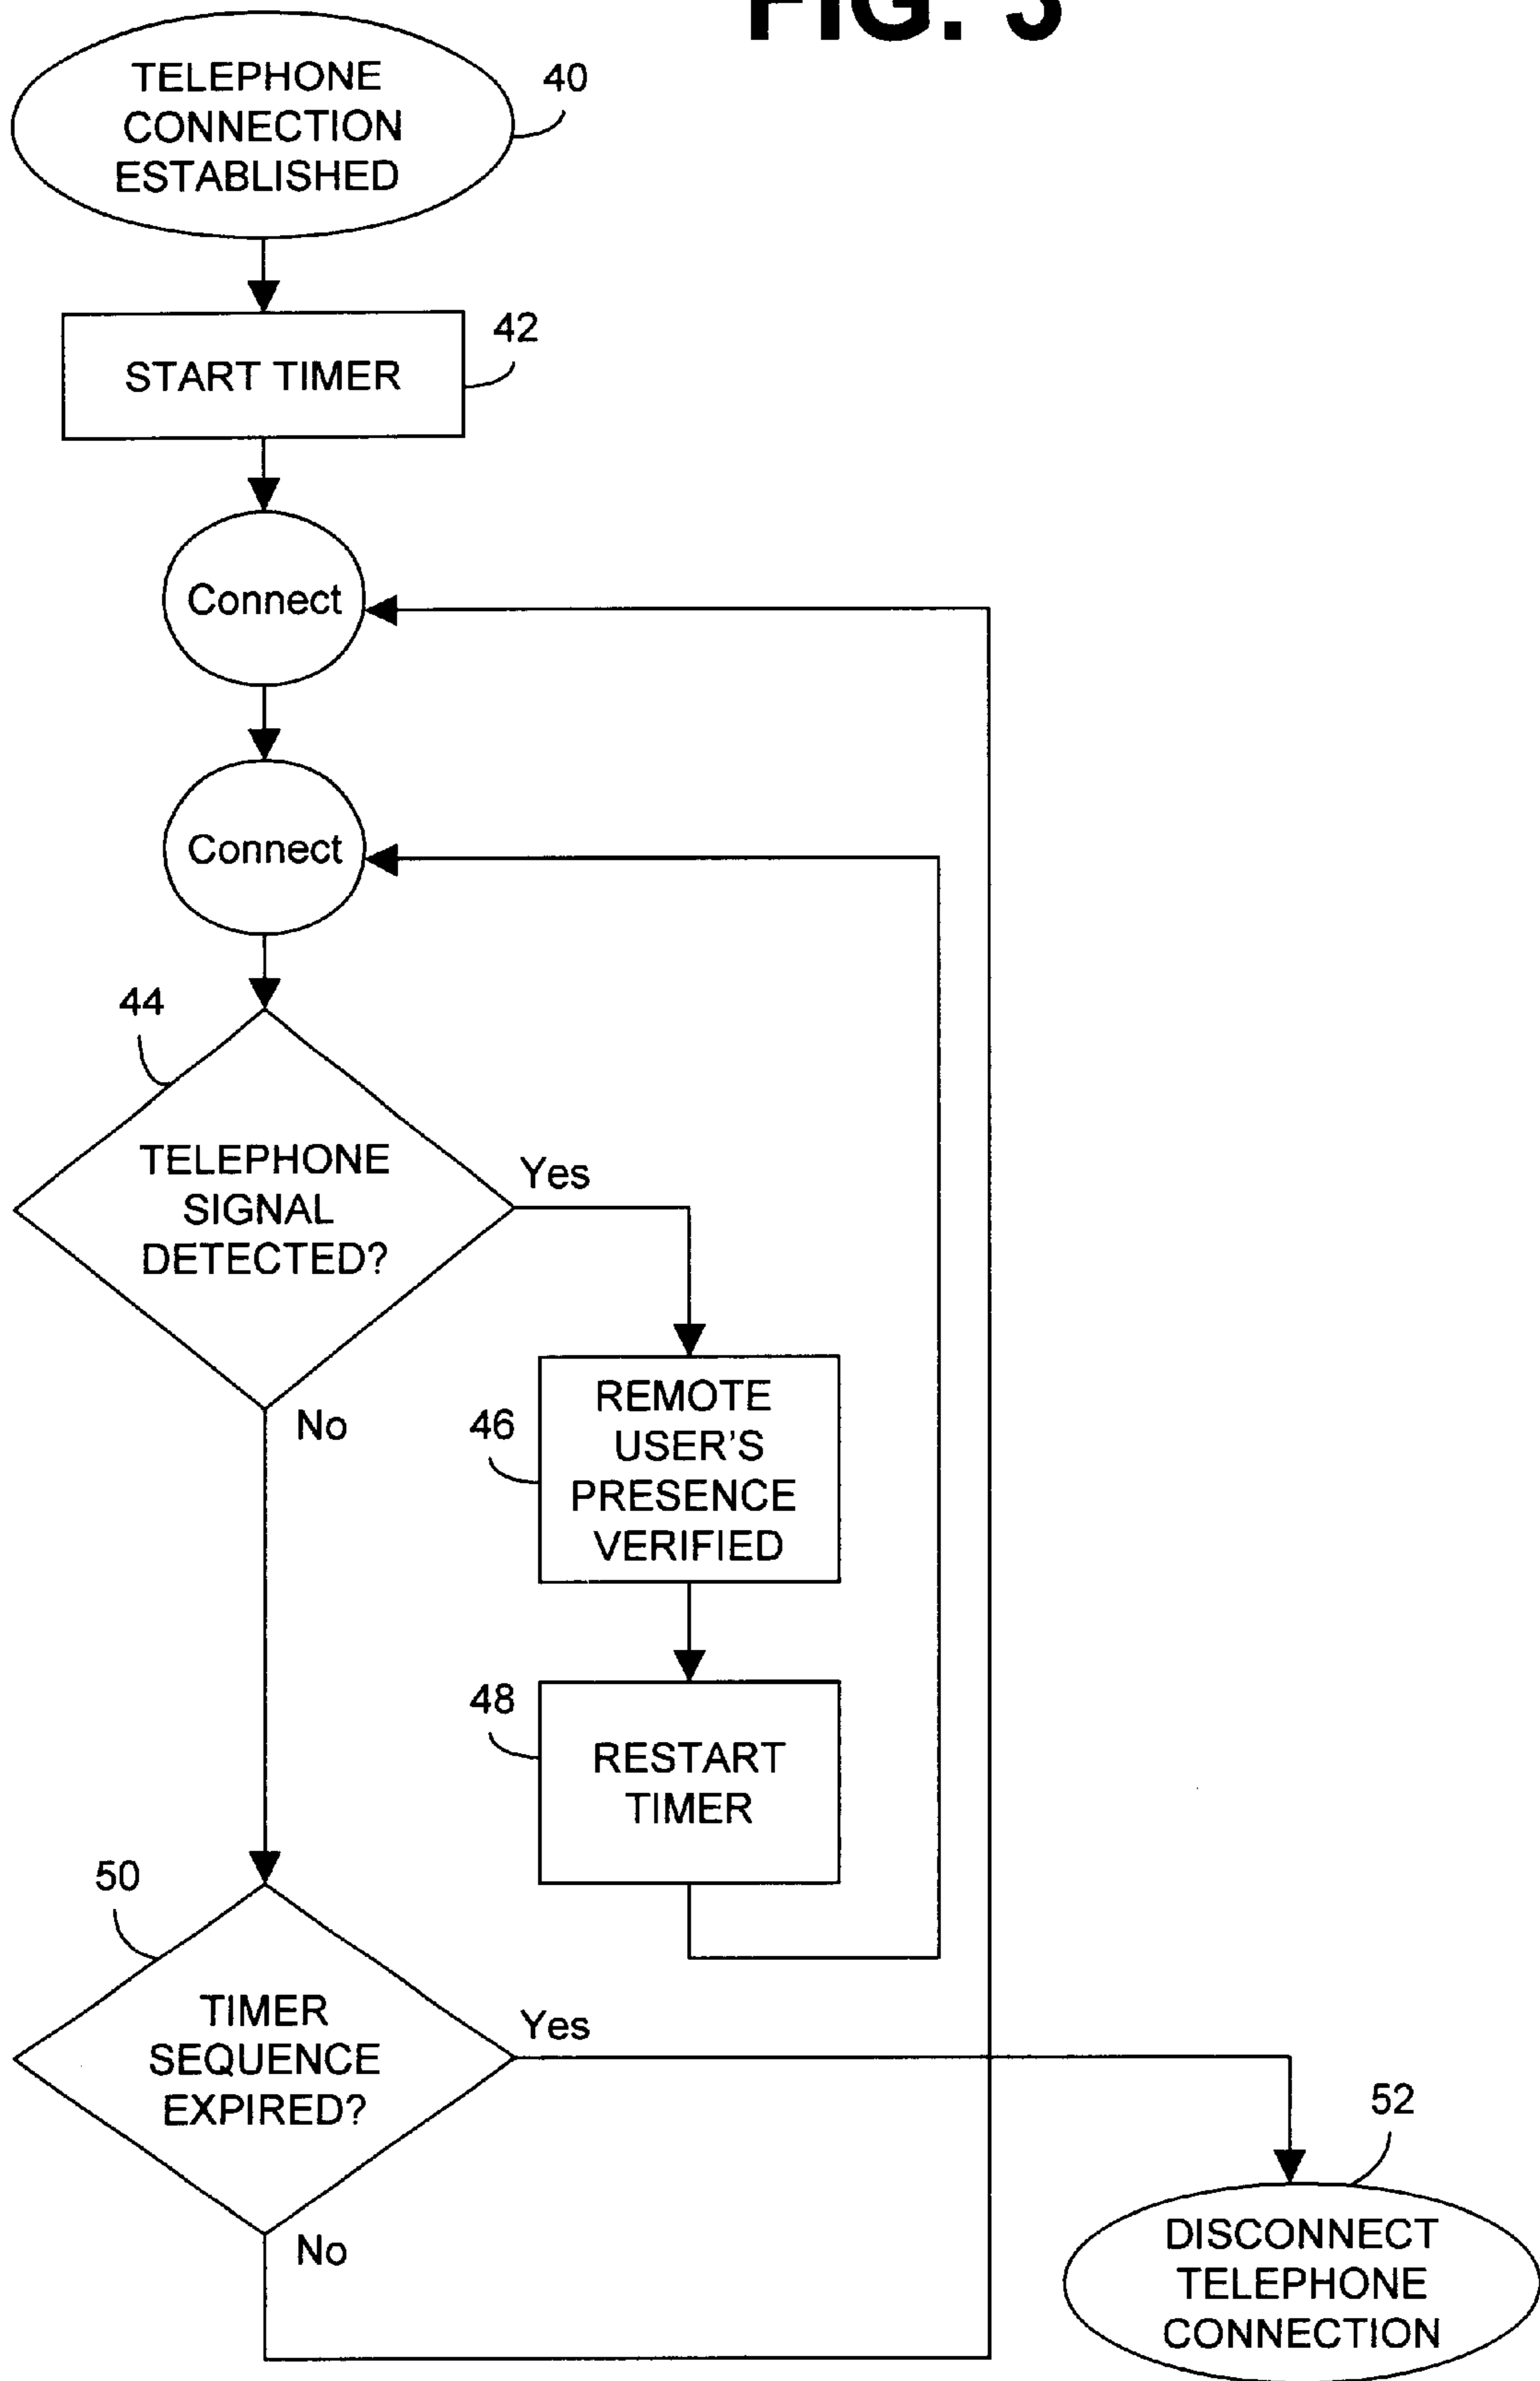 FIG. 3
TELEPHONE
CONNECTION
ESTABLISHED
40
START TIMER
42
Connect
Connect
44
TELEPHONE
SIGNAL
DETECTED?
Yes
No
46
REMOTE
USER'S
PRESENCE
VERIFIED
48
RESTART
TIMER
50
TIMER
SEQUENCE
EXPIRED?
Yes
No
52
DISCONNECT
TELEPHONE
CONNECTION